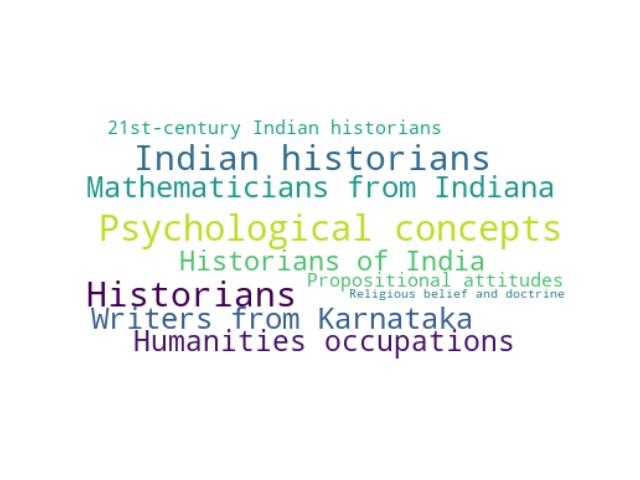 21st-century Indian historians
Indian historians
Mathematicians from Indiana
Psychological concepts
Historians of India
Propositional attitudes
Historians
Religious belief and doctrine
Writers from Karnataka
Humanities occupations